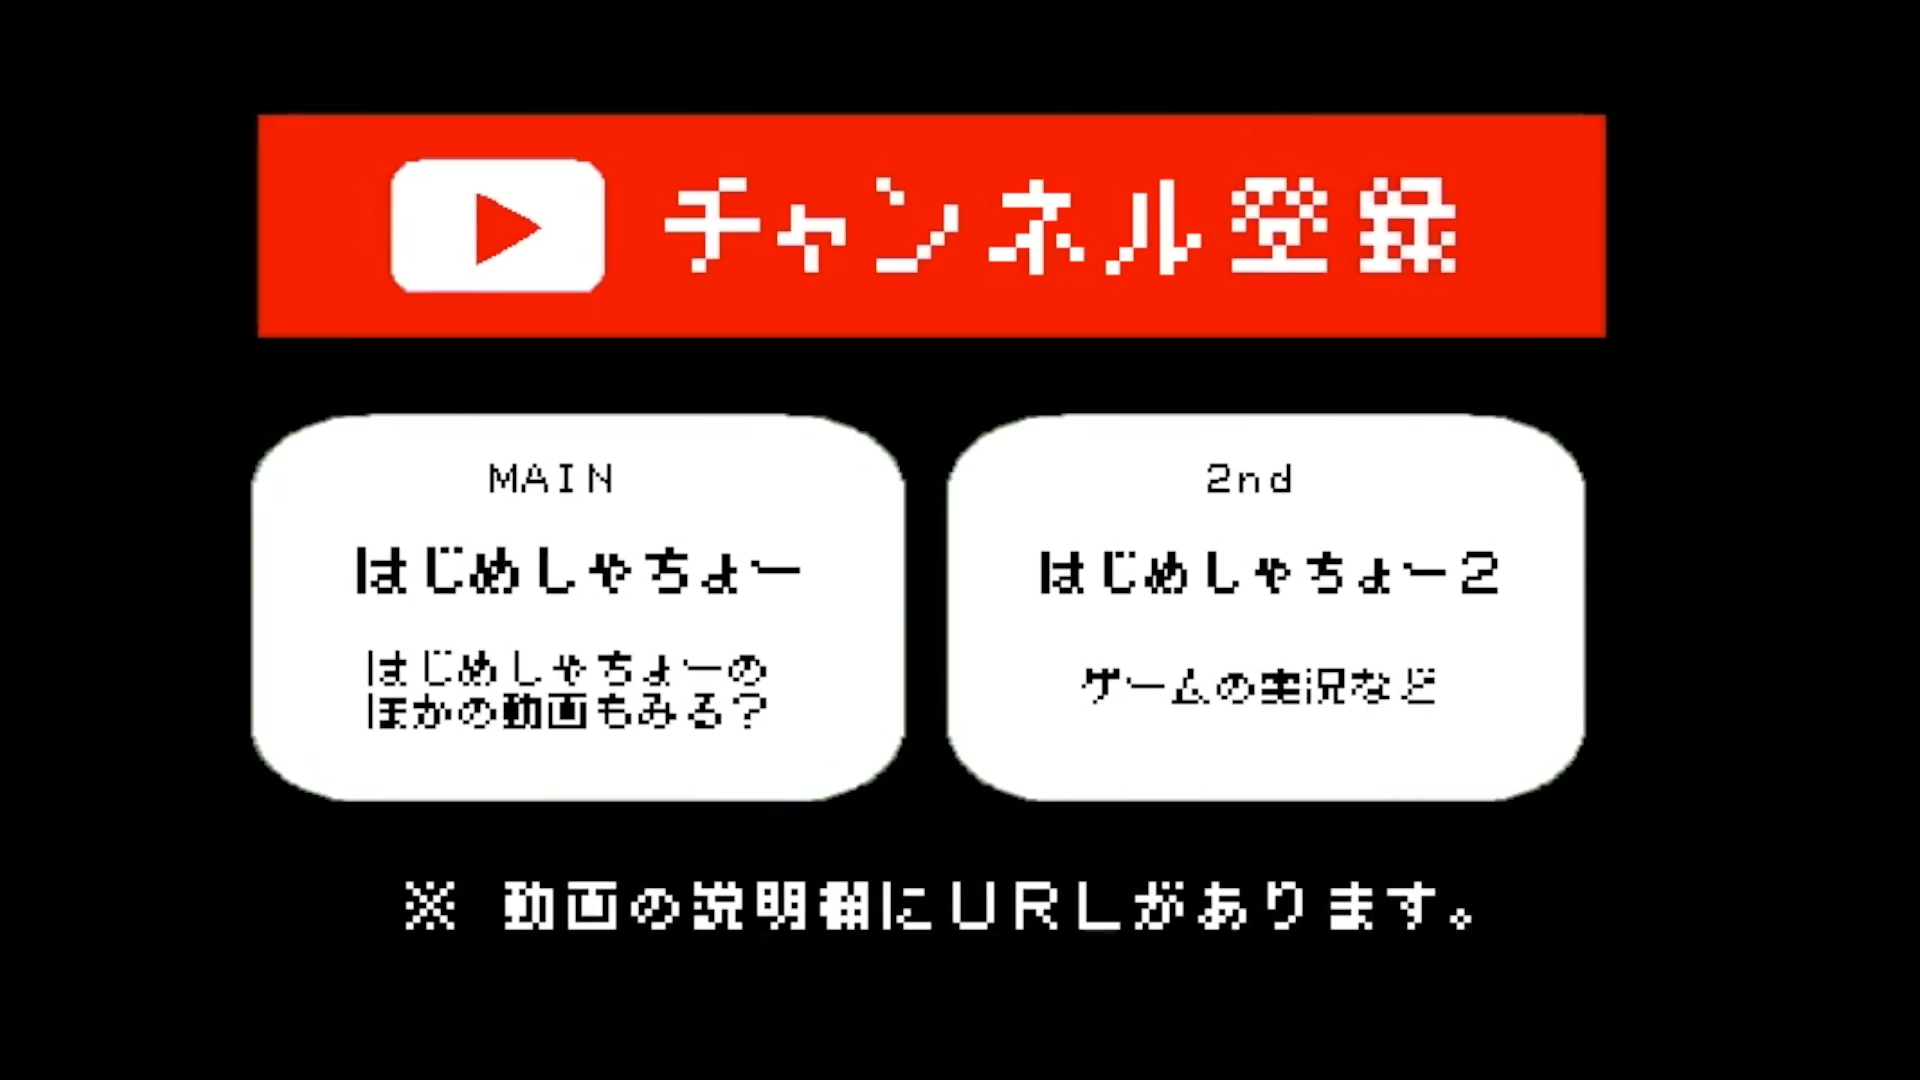 チャンネル登録
MAIN
はじめしゃちょー
はじめしゃちょーの
ほかの動画もみる？
2nd
はじめしゃちょー2
ゲームの実況など
※ 動画の説明欄にURLがあります。